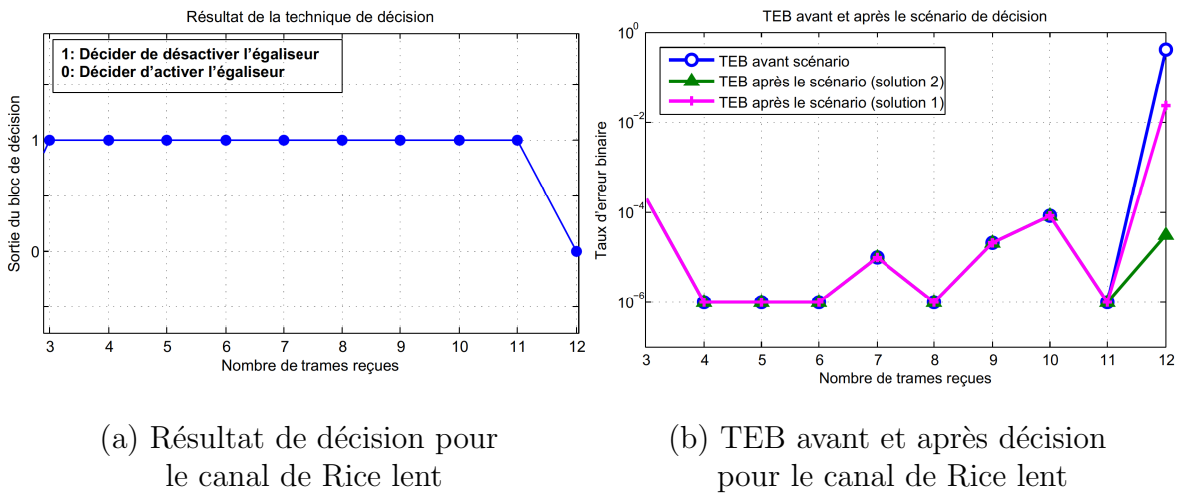 Résultat de la technique de décision
1: Décider de désactiver l'égaliseur
0: Décider d'activer l'égaliseur
Sortie du bloc de décision
1
0
3 4 5 6 7 8 9 10 11 12
Nombre de trames reçues
(a) Résultat de décision pour
le canal de Rice lent
TEB avant et après le scénario de décision
TEB avant scénario
TEB après le scénario (solution 2)
TEB après le scénario (solution 1)
Taux d'erreur binaire
10^0
10^-2
10^-4
10^-6
3 4 5 6 7 8 9 10 11 12
Nombre de trames reçues
(b) TEB avant et après décision
pour le canal de Rice lent